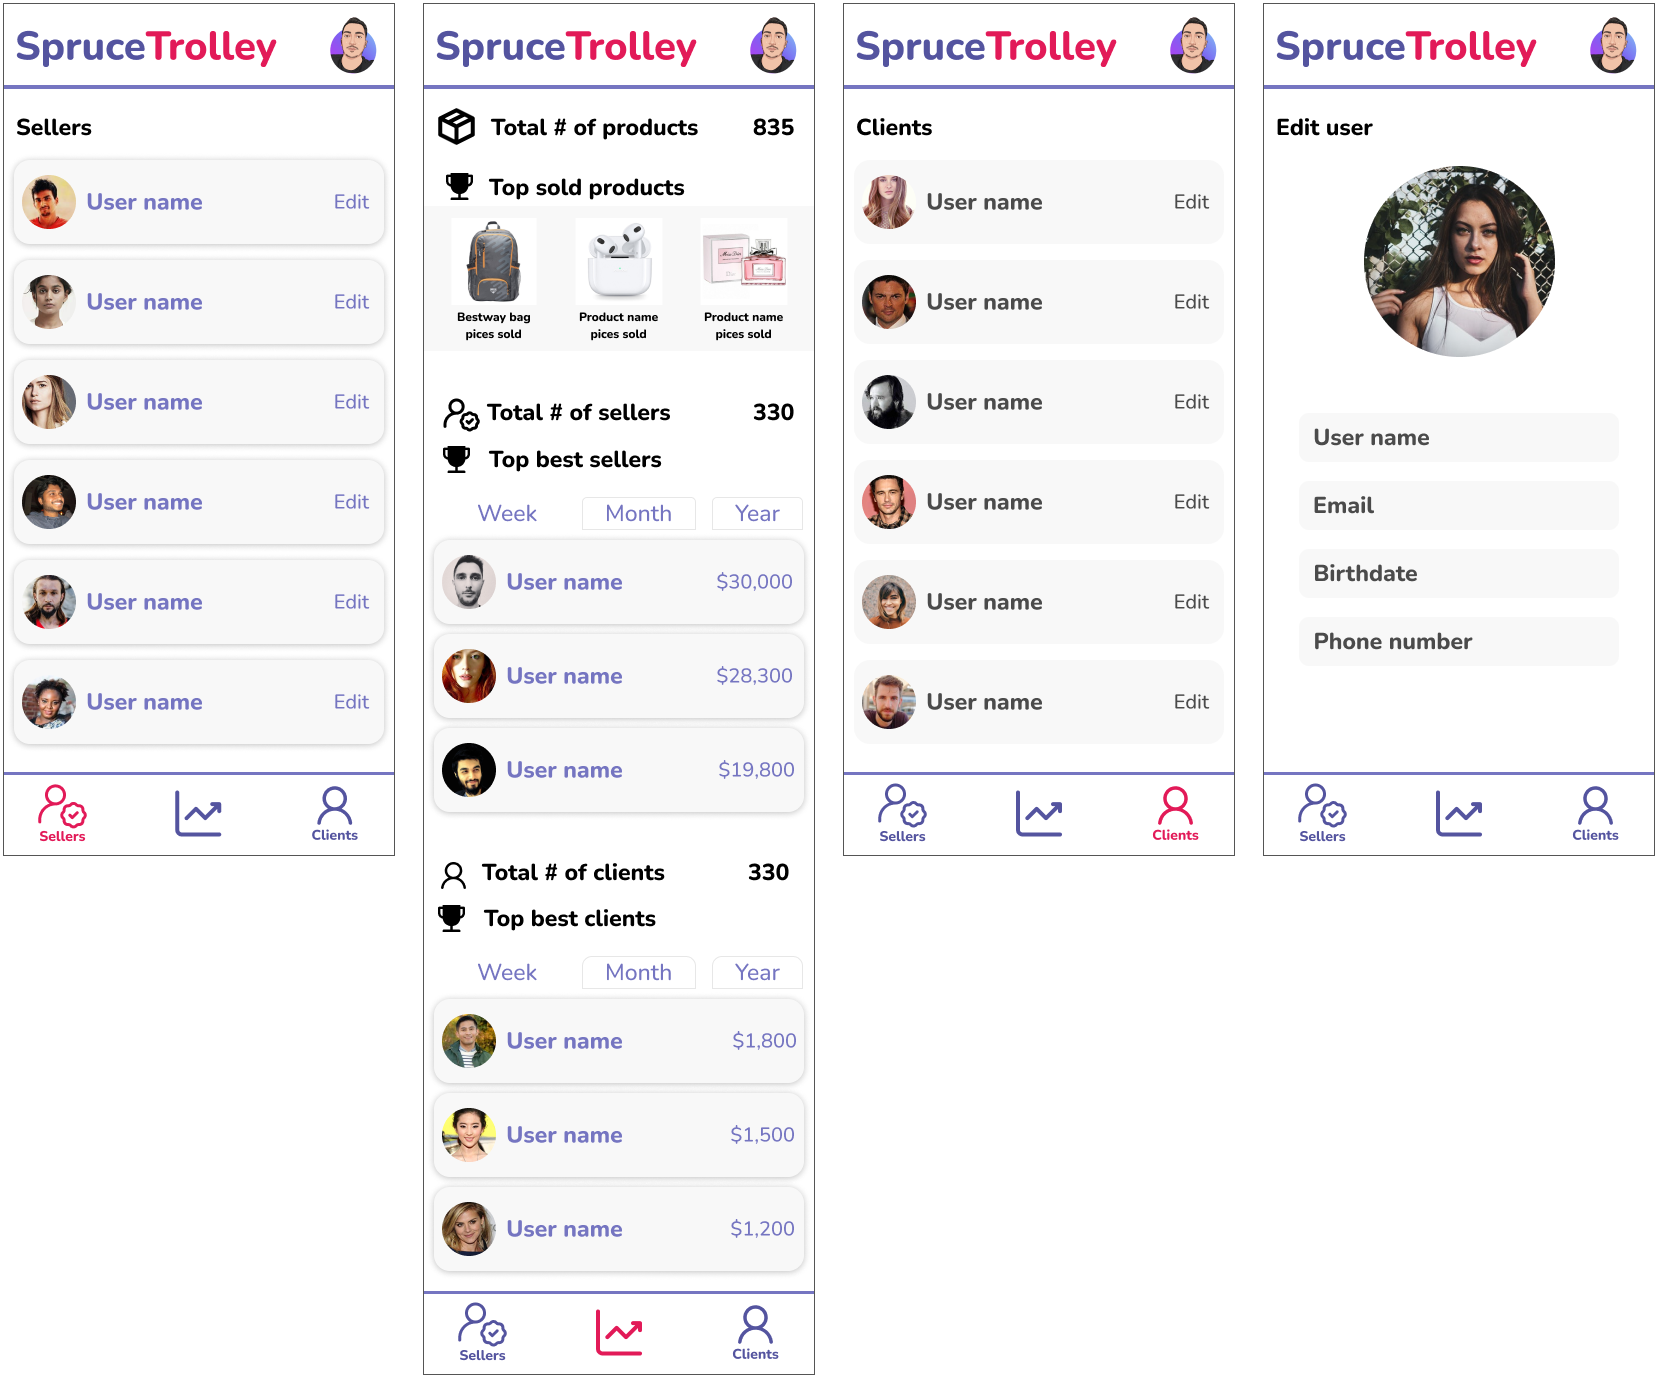 SpruceTrolley
Sellers
User name Edit
User name Edit
User name Edit
User name Edit
User name Edit
User name Edit
Sellers
Clients
SpruceTrolley
Total # of products 835
Top sold products
Bestway bag
pices sold
Product name
pices sold
Product name
pices sold
Total # of sellers 330
Top best sellers
Week Month Year
User name $30,000
User name $28,300
User name $19,800
Total # of clients 330
Top best clients
Week Month Year
User name $1,800
User name $1,500
User name $1,200
Sellers
Clients
SpruceTrolley
Clients
User name Edit
User name Edit
User name Edit
User name Edit
User name Edit
User name Edit
Sellers
Clients
SpruceTrolley
Edit user
User name
Email
Birthdate
Phone number
Sellers
Clients